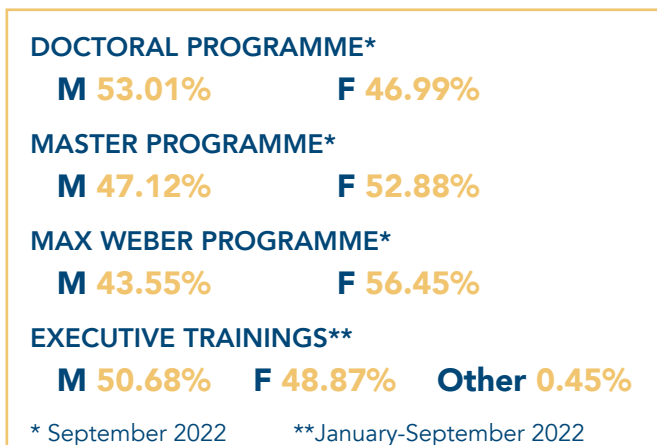 DOCTORAL PROGRAMME*
M 53.01% F 46.99%
MASTER PROGRAMME*
M 47.12% F 52.88%
MAX WEBER PROGRAMME*
M 43.55% F 56.45%
EXECUTIVE TRAININGS**
M 50.68% F 48.87% Other 0.45%
* September 2022 **January-September 2022